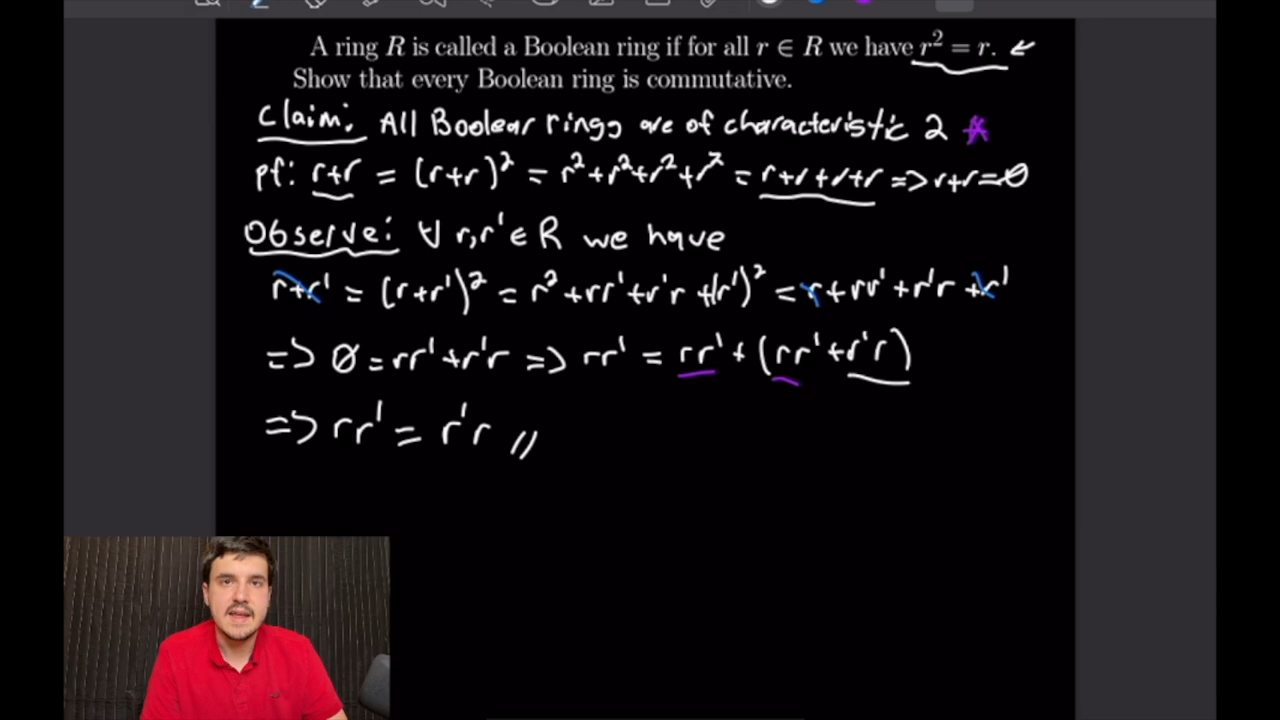 A ring R is called a Boolean ring if for all r ∈ R we have r² = r. ←
Show that every Boolean ring is commutative.
Claim: All Boolean rings are of characteristic 2 *
pf: r+r = (r+r)² = r²+r²+r²+r² = r+r+r+r => r+r=0
Observe: ∀ r,r' ∈ R we have
r+r' = (r+r')² = r² + rr' + r'r + (r')² = r + rr' + r'r + r'
=> 0 = rr' + r'r => rr' = rr' + (rr' + r'r)
=> rr' = r'r //